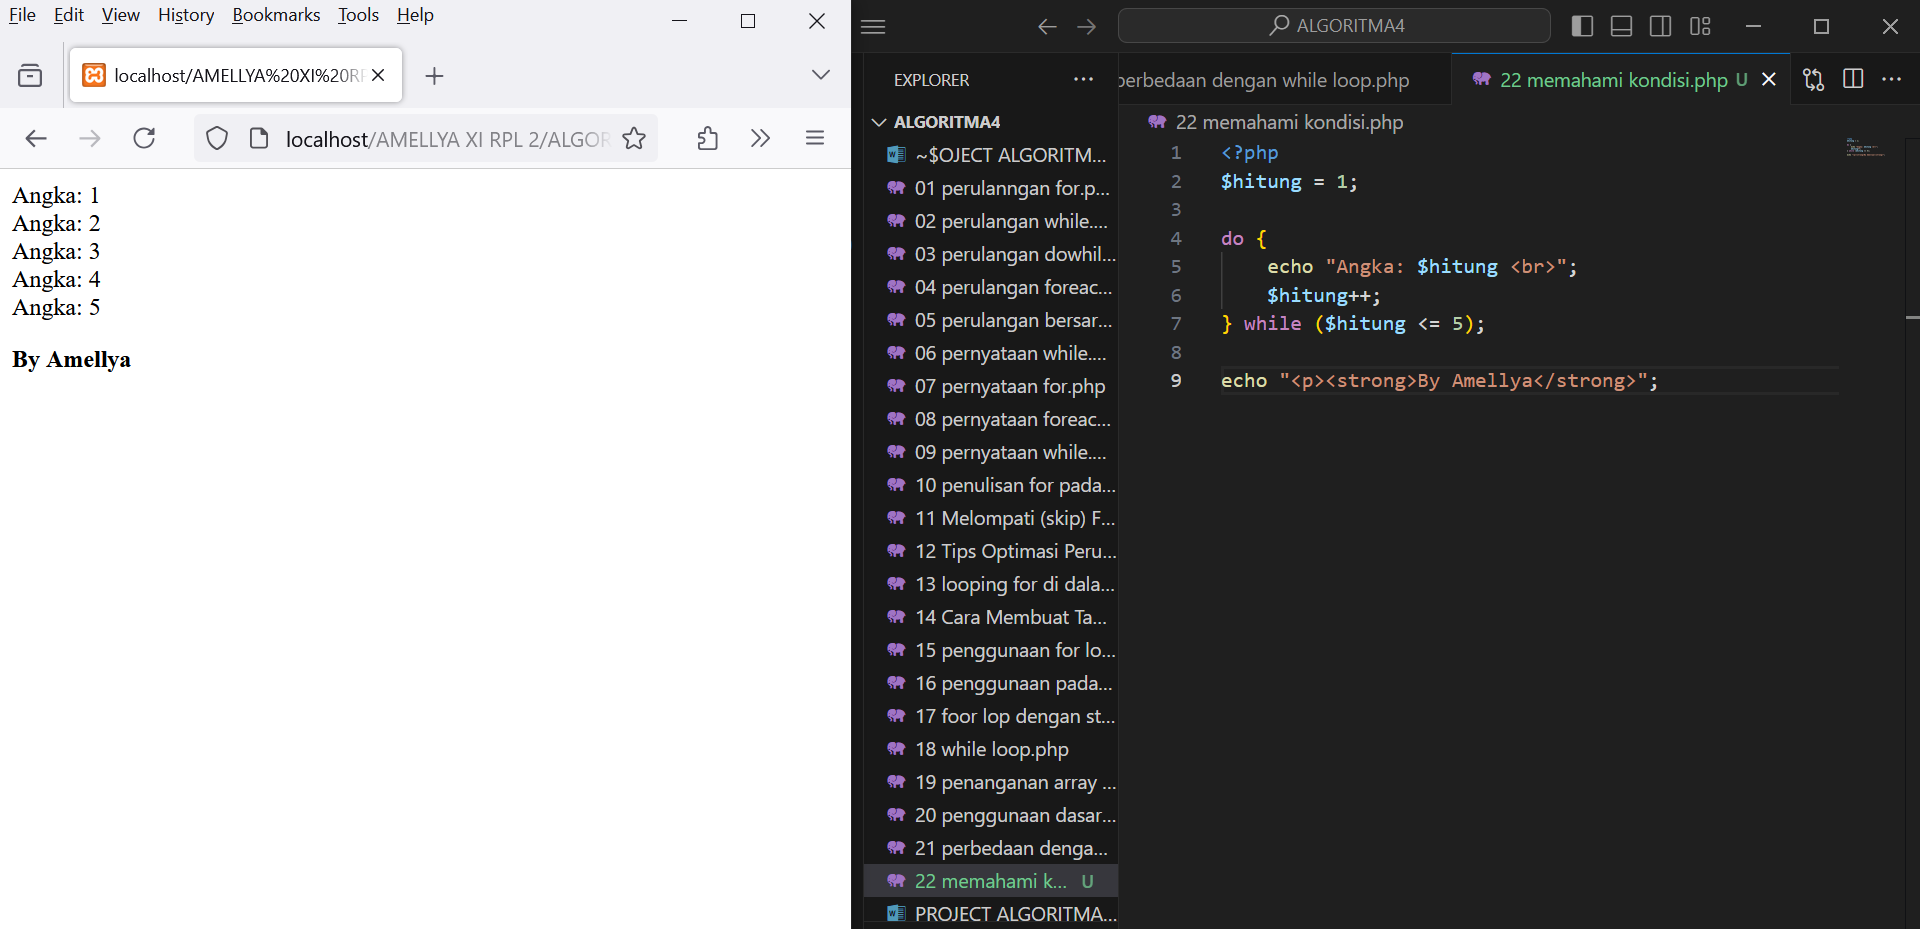 File Edit View History Bookmarks Tools Help
localhost/AMELLYA%20XI%20RP
localhost/AMELLYA XI RPL 2/ALGOR
Angka: 1
Angka: 2
Angka: 3
Angka: 4
Angka: 5
By Amellya
ALGORITMA4
EXPLORER
ALGORITMA4
~$OJECT ALGORITM...
01 perulanngan for.p...
02 perulangan while....
03 perulangan dowhil...
04 perulangan foreac...
05 perulangan bersar...
06 pernyataan while....
07 pernyataan for.php
08 pernyataan foreac...
09 pernyataan while....
10 penulisan for pada...
11 Melompati (skip) F...
12 Tips Optimasi Peru...
13 looping for di dala...
14 Cara Membuat Ta...
15 penggunaan for lo...
16 penggunaan pada...
17 foor lop dengan st...
18 while loop.php
19 penanganan array ...
20 penggunaan dasar...
21 perbedaan denga...
22 memahami k... U
PROJECT ALGORITMA...
perbedaan dengan while loop.php
22 memahami kondisi.php U
22 memahami kondisi.php
1 <?php
2 $hitung = 1;
3
4 do {
5 echo "Angka: $hitung <br>";
6 $hitung++;
7 } while ($hitung <= 5);
8
9 echo "<p><strong>By Amellya</strong>";